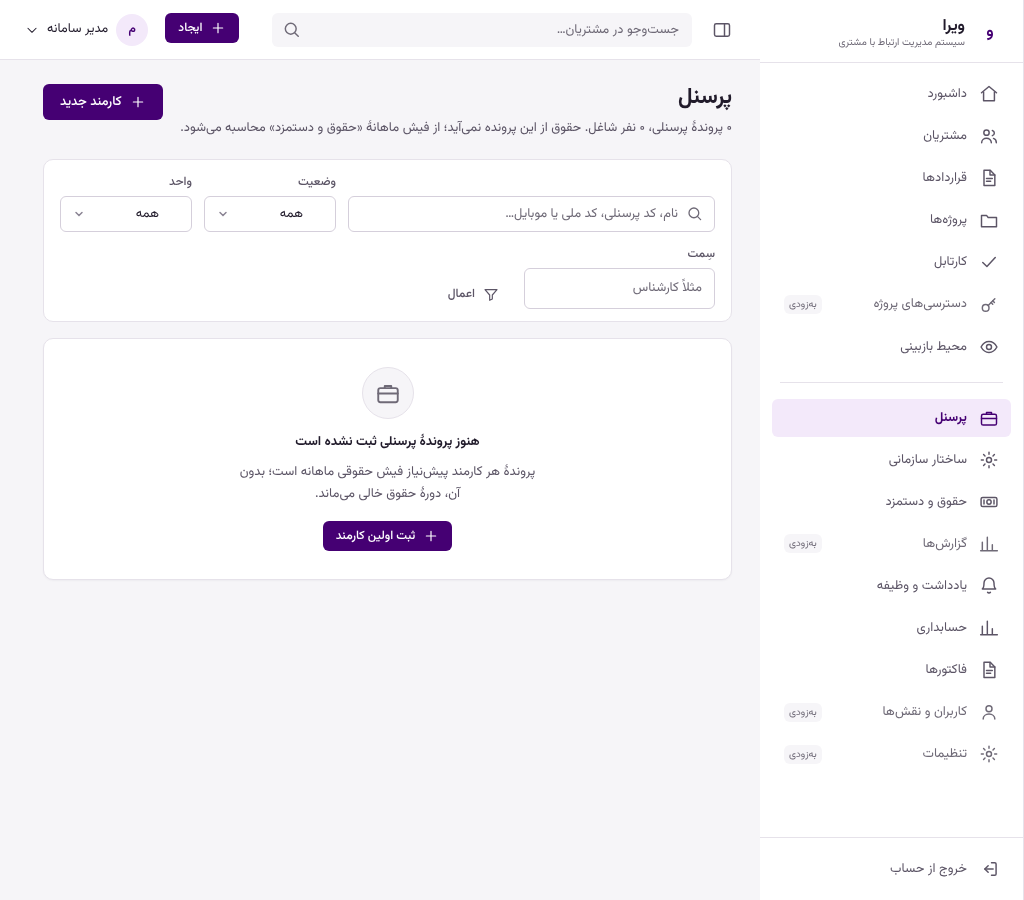 و
ویرا
سیستم مدیریت ارتباط با مشتری
داشبورد
مشتریان
قراردادها
پروژه‌ها
کارتابل
دسترسی‌های پروژه
به‌زودی
محیط بازبینی
پرسنل
ساختار سازمانی
حقوق و دستمزد
گزارش‌ها
به‌زودی
یادداشت و وظیفه
حسابداری
فاکتورها
کاربران و نقش‌ها
به‌زودی
تنظیمات
به‌زودی
خروج از حساب
جست‌وجو در مشتریان...
ایجاد
م
مدیر سامانه
پرسنل
۰ پروندهٔ پرسنلی، ۰ نفر شاغل. حقوق از این پرونده نمی‌آید؛ از فیش ماهانهٔ «حقوق و دستمزد» محاسبه می‌شود.
کارمند جدید
نام، کد پرسنلی، کد ملی یا موبایل...
وضعیت
همه
واحد
همه
سِمت
مثلاً کارشناس
اعمال
هنوز پروندهٔ پرسنلی ثبت نشده است
پروندهٔ هر کارمند پیش‌نیاز فیش حقوقی ماهانه است؛ بدون
آن، دورهٔ حقوق خالی می‌ماند.
ثبت اولین کارمند